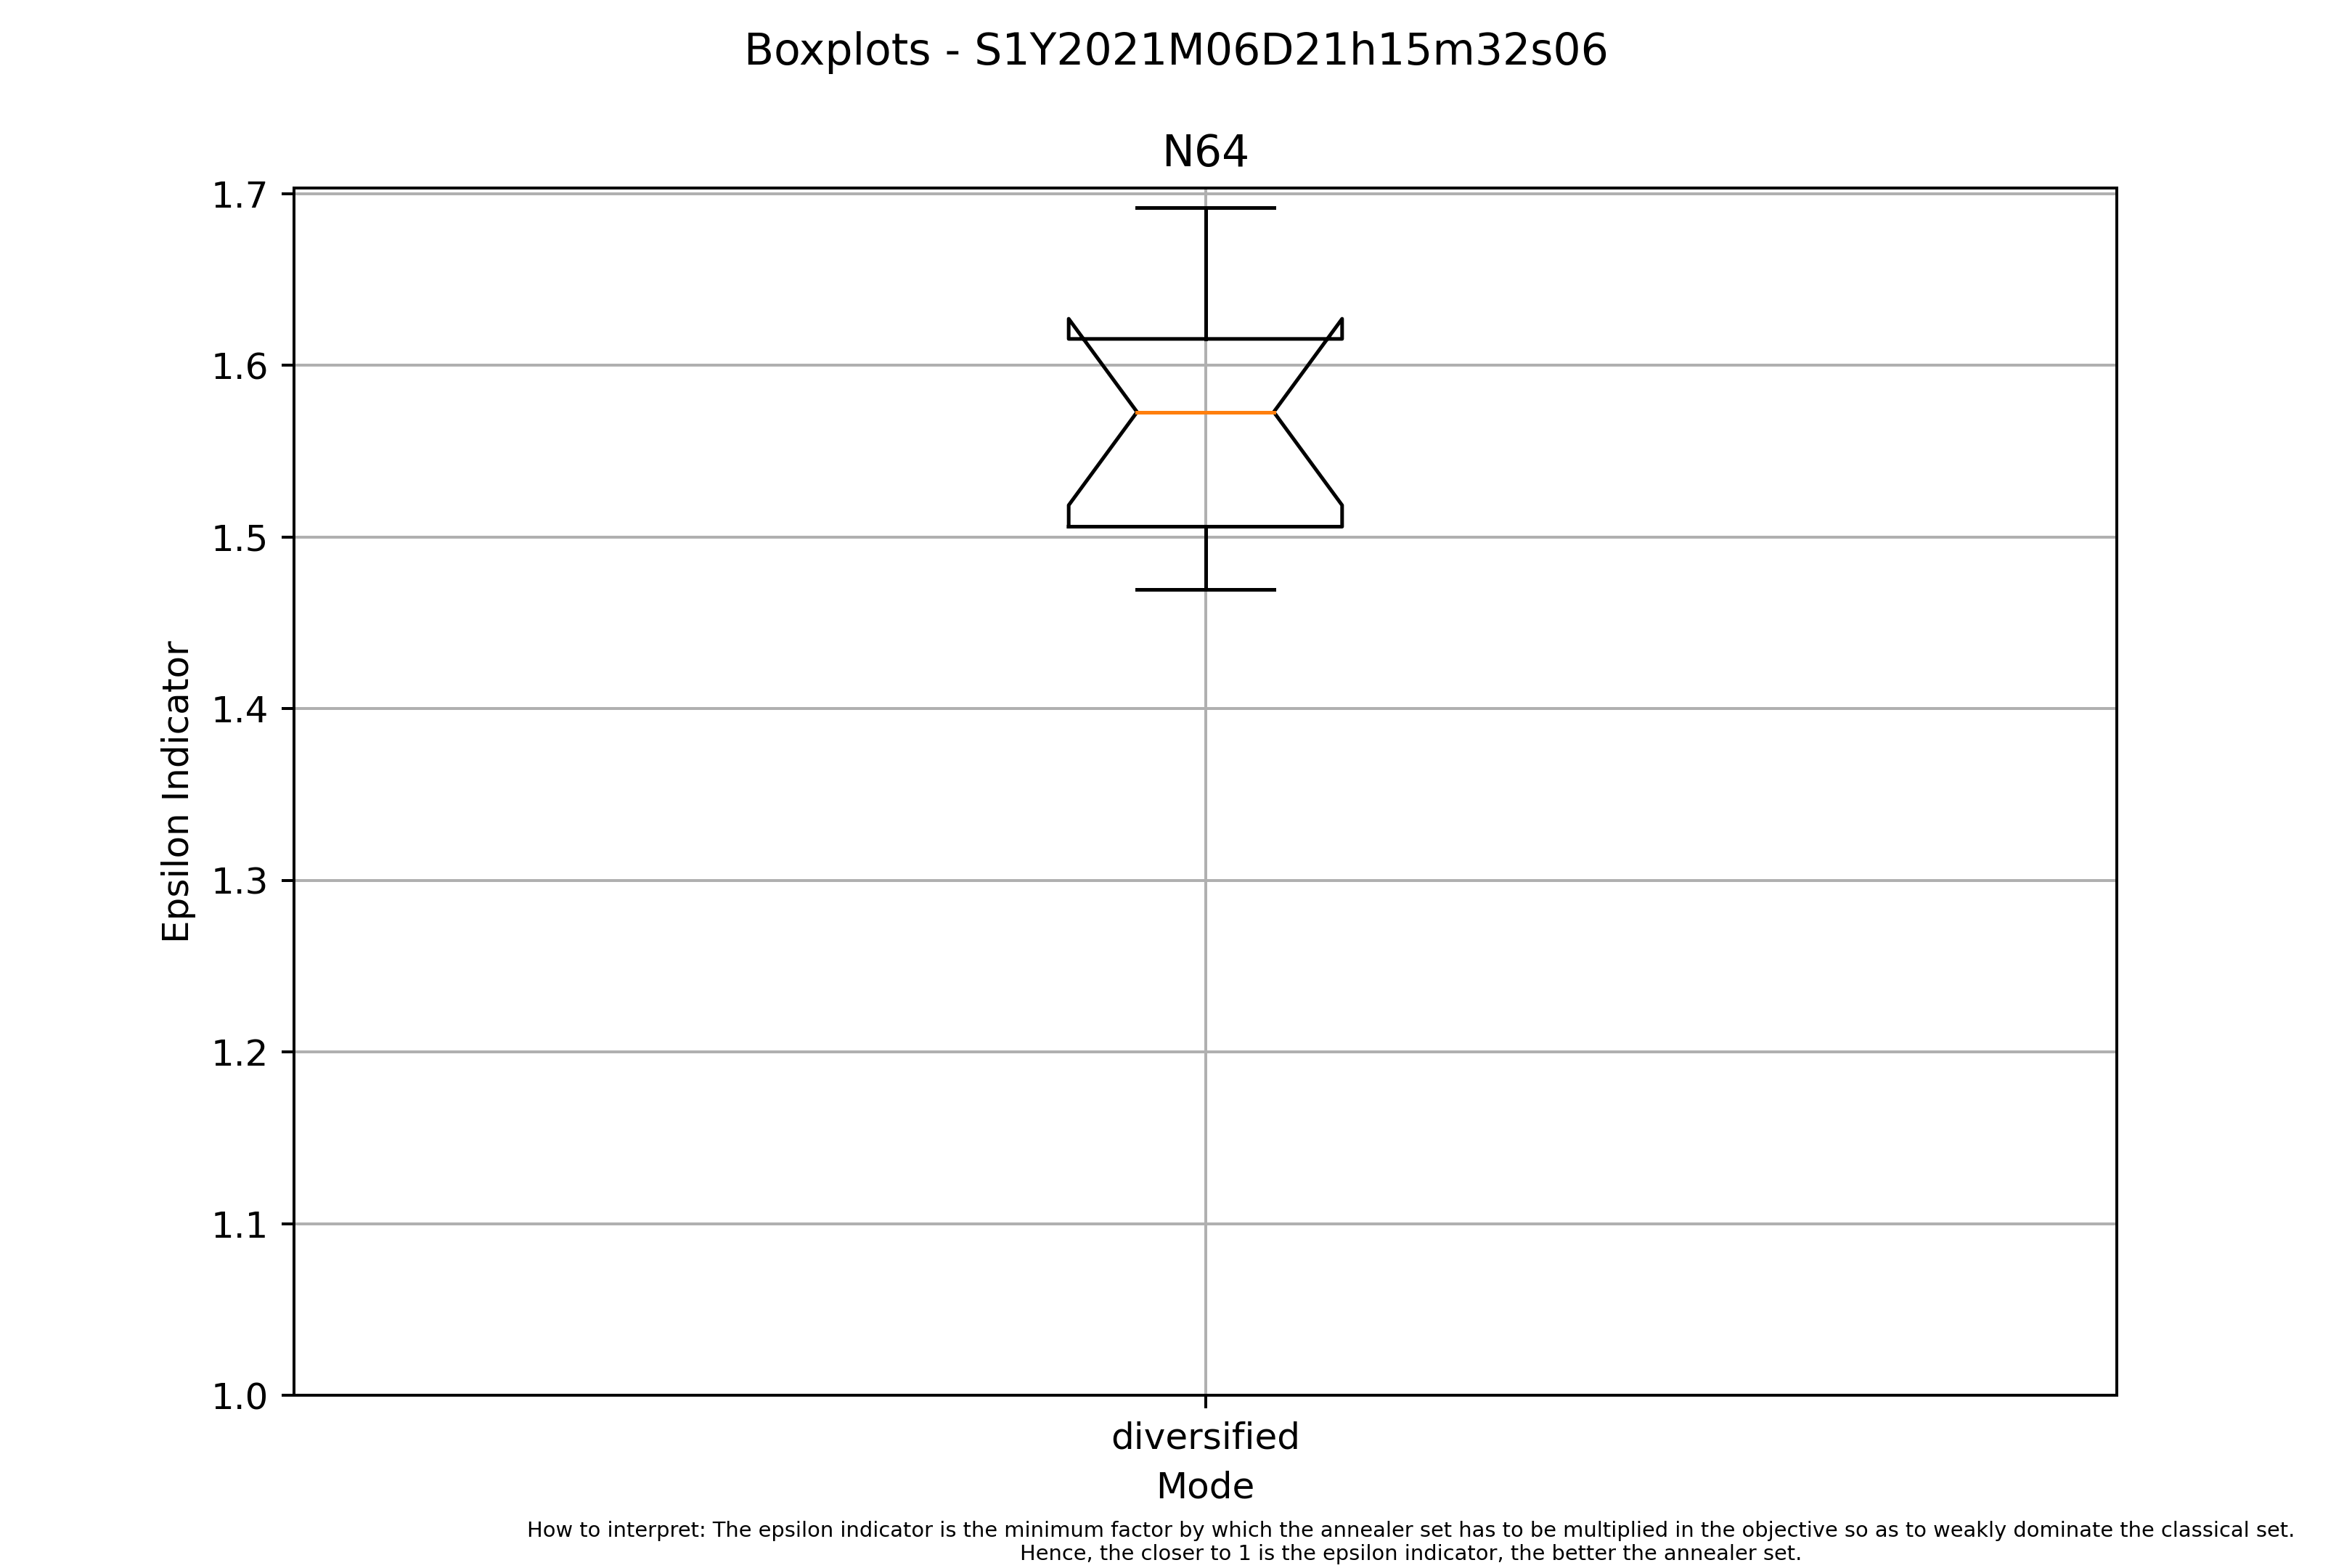 Boxplots - S1Y2021M06D21h15m32s06
N64
1.7
1.6
1.5
1.4
1.3
1.2
1.1
1.0
Epsilon Indicator
diversified
Mode
How to interpret: The epsilon indicator is the minimum factor by which the annealer set has to be multiplied in the objective so as to weakly dominate the classical set.
Hence, the closer to 1 is the epsilon indicator, the better the annealer set.